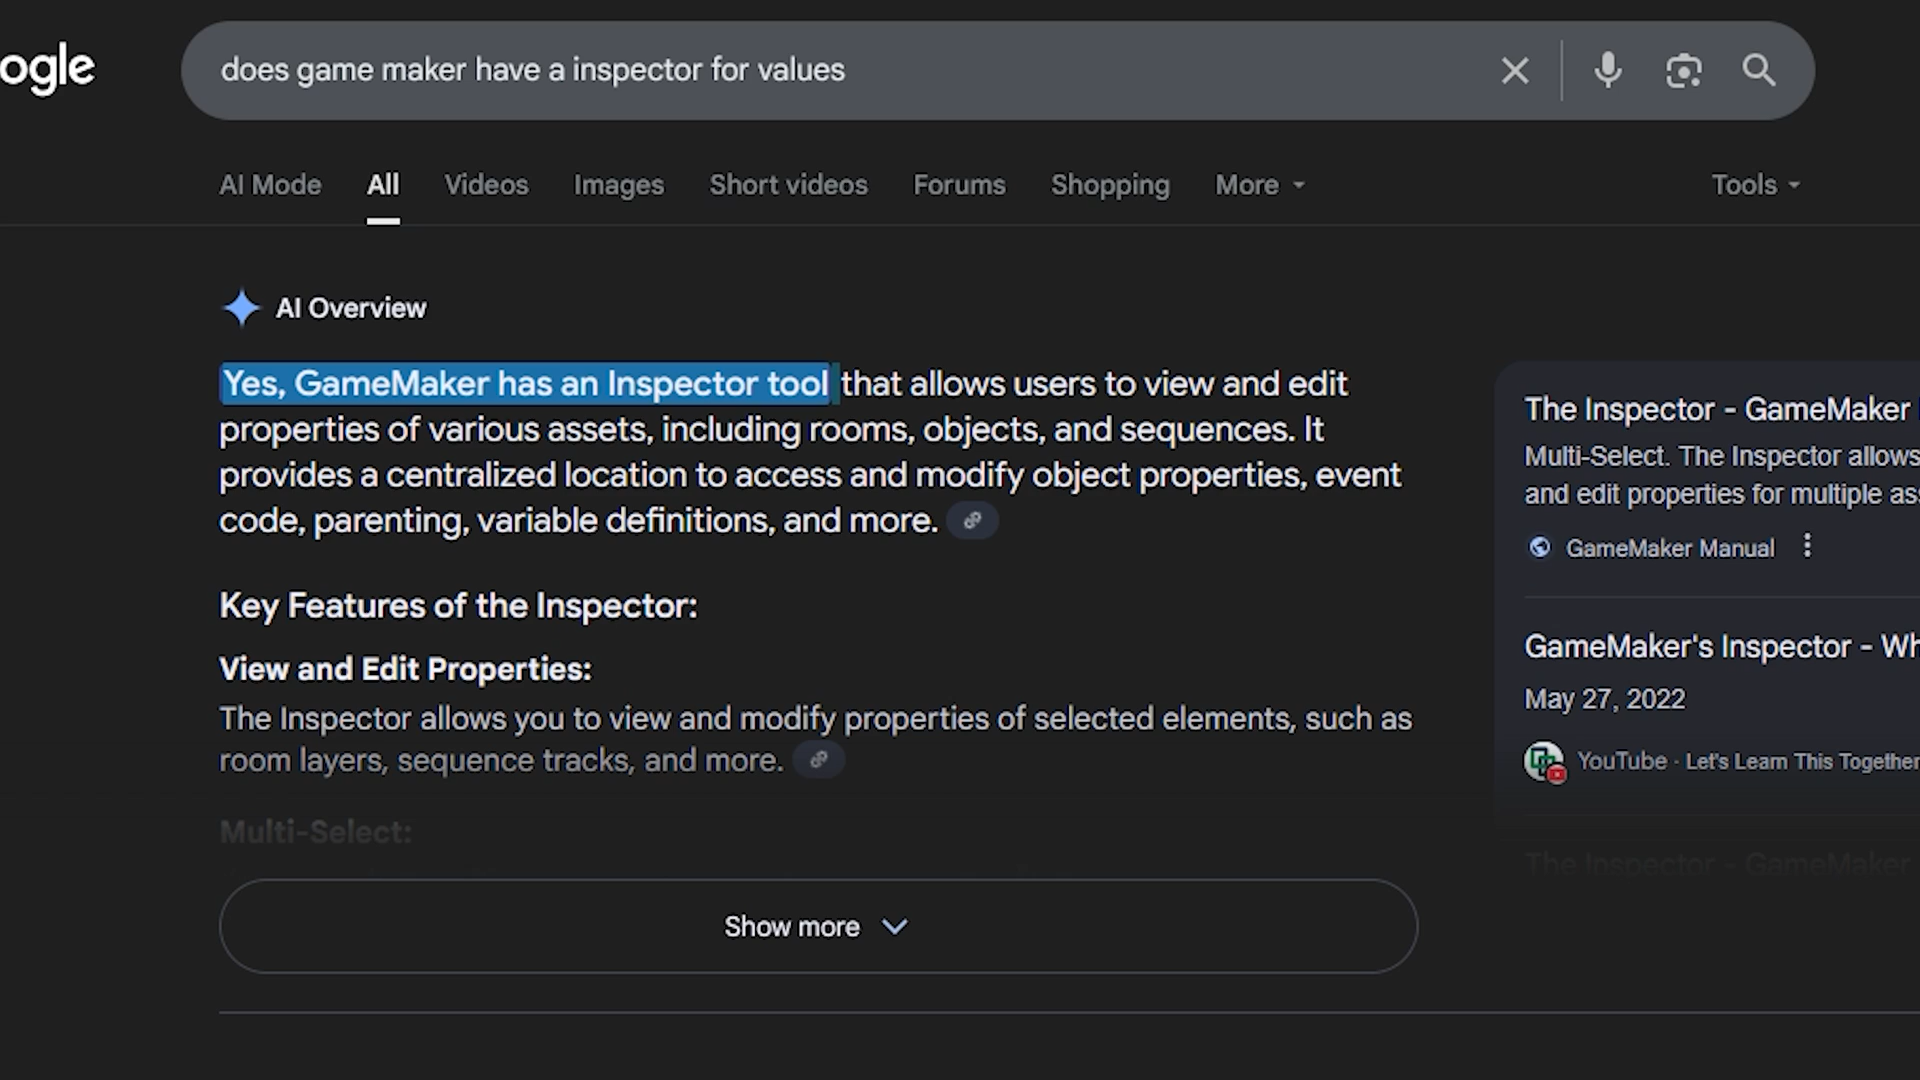 ogle
does game maker have a inspector for values
AI Mode
All
Videos
Images
Short videos
Forums
Shopping
More
Tools
AI Overview
Yes, GameMaker has an Inspector tool that allows users to view and edit
properties of various assets, including rooms, objects, and sequences. It
provides a centralized location to access and modify object properties, event
code, parenting, variable definitions, and more.
Key Features of the Inspector:
View and Edit Properties:
The Inspector allows you to view and modify properties of selected elements, such as
room layers, sequence tracks, and more.
Multi-Select:
Show more
The Inspector - GameMaker
Multi-Select. The Inspector allows
and edit properties for multiple ass
GameMaker Manual
GameMaker's Inspector - Wh
May 27, 2022
YouTube · Let's Learn This Together
The Inspector - GameMaker